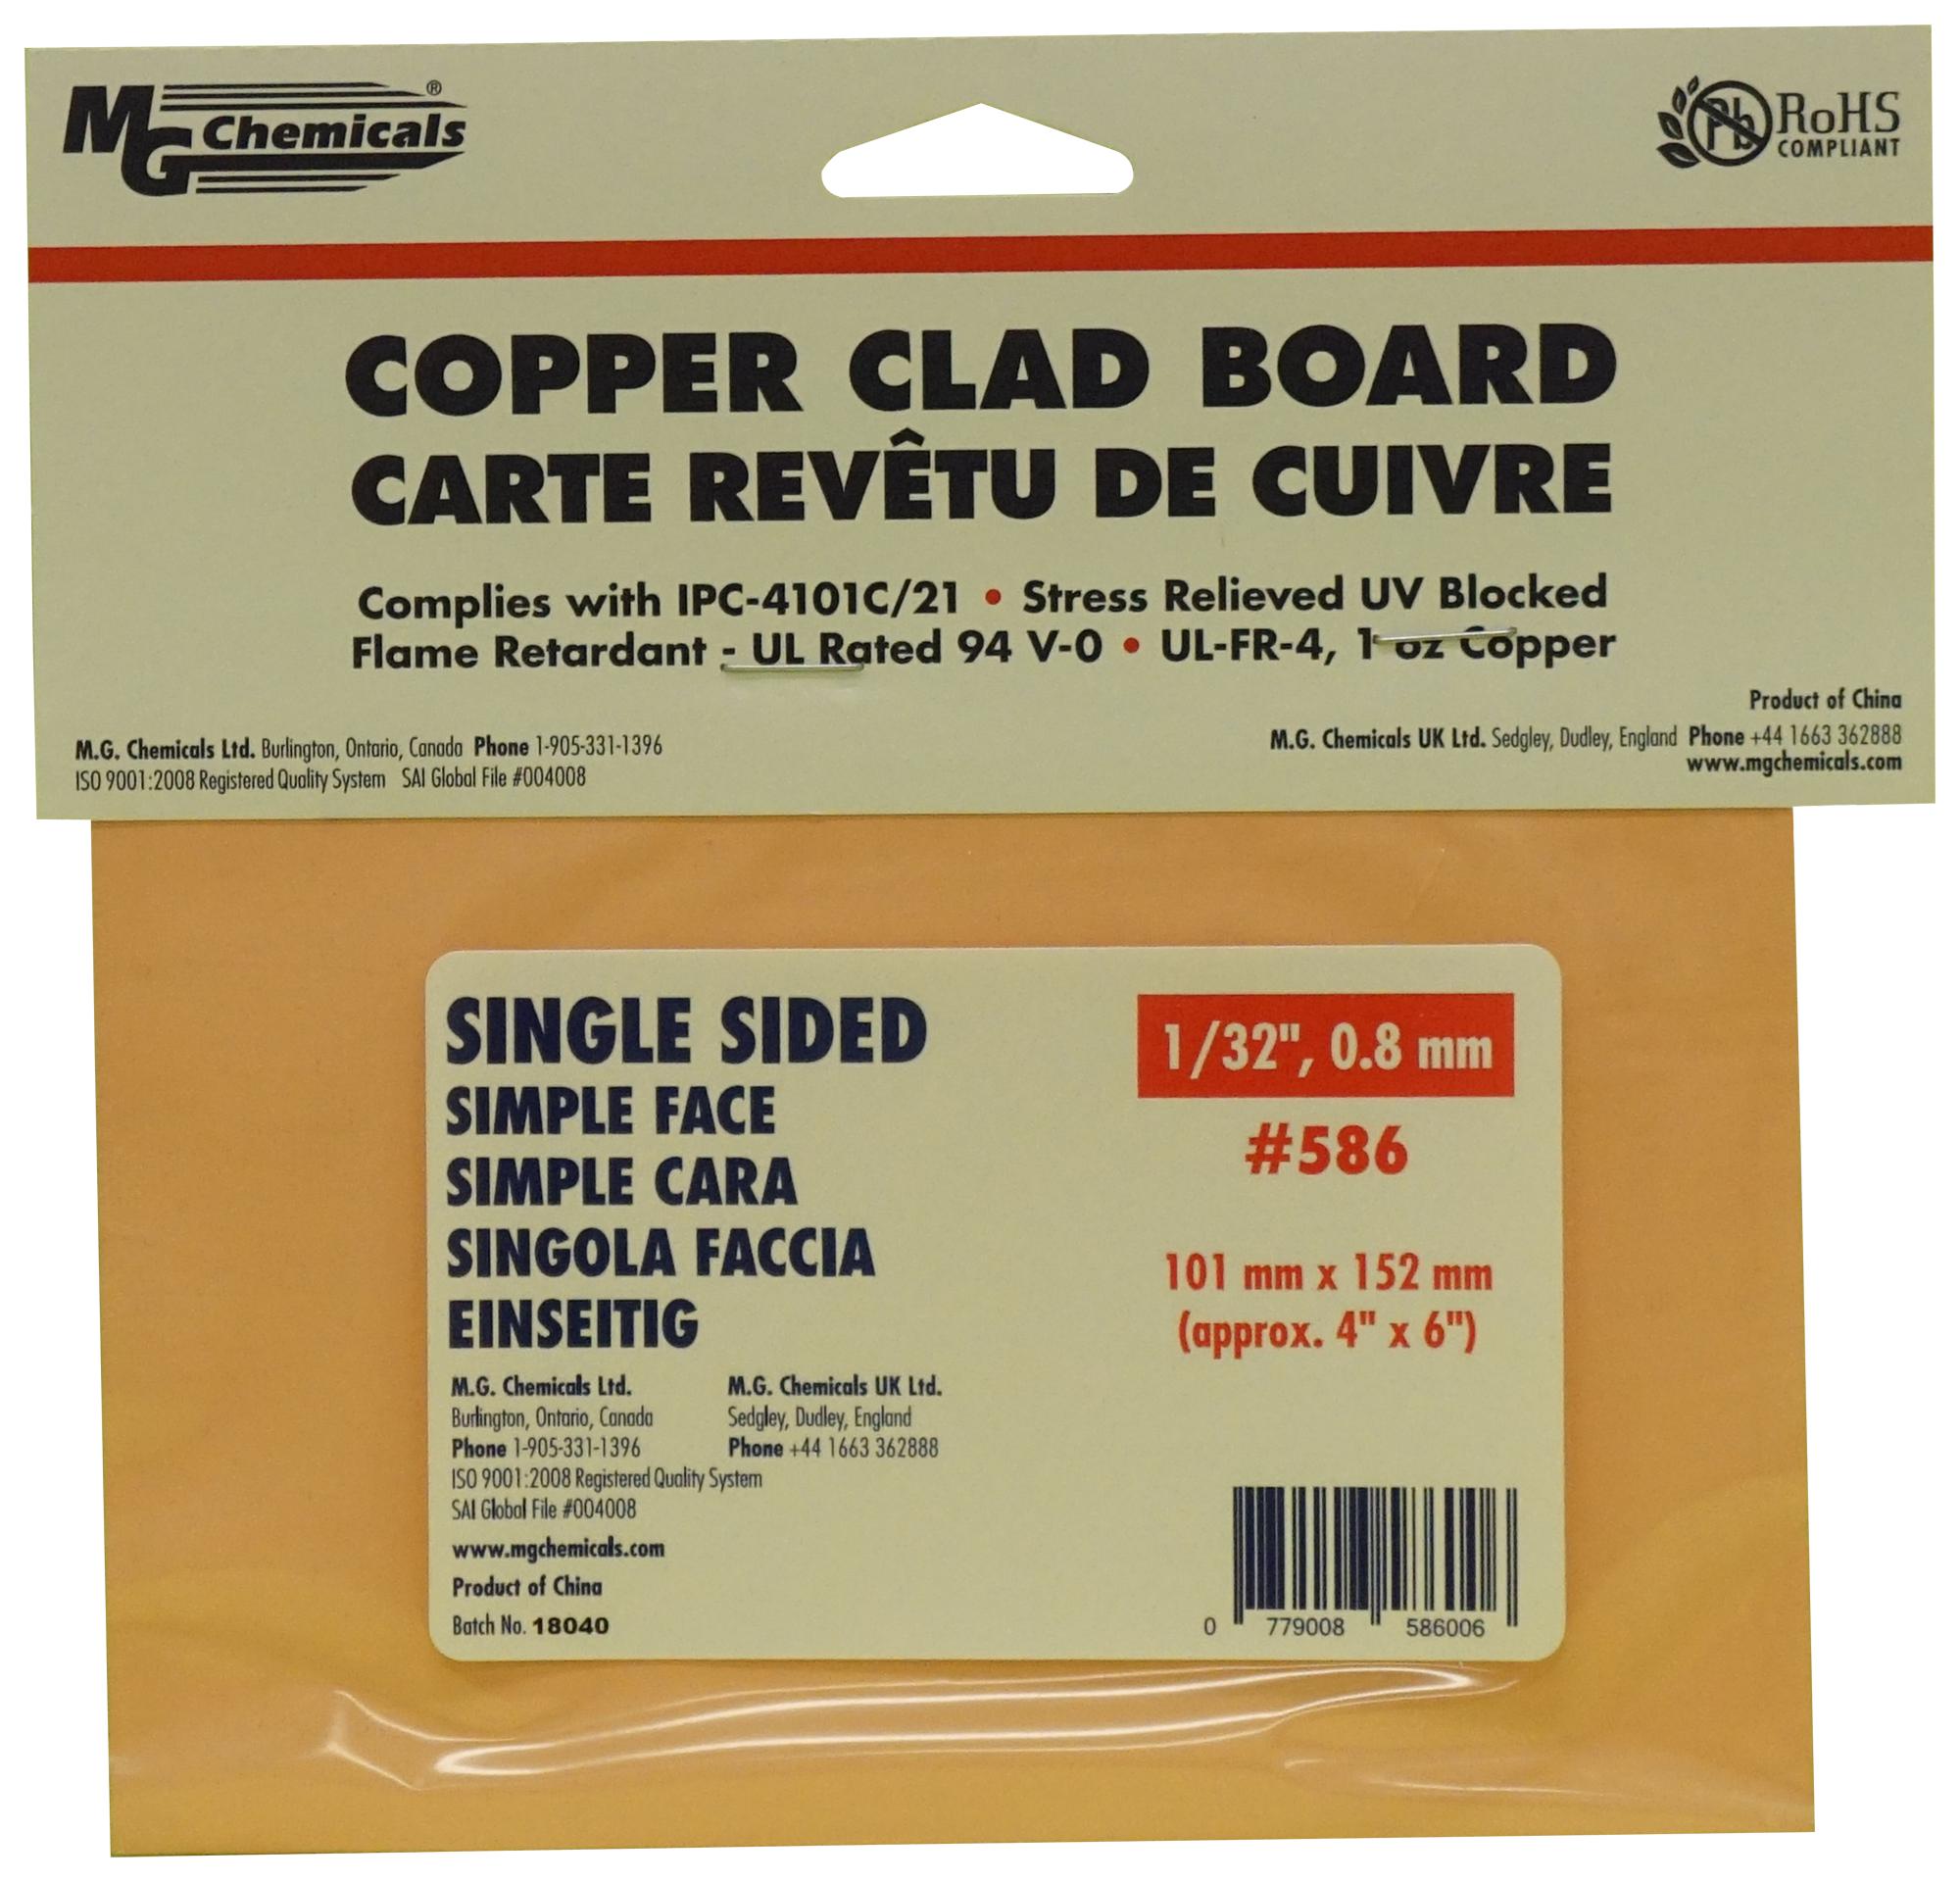 MG Chemicals®
Pb RoHS
COMPLIANT
COPPER CLAD BOARD
CARTE REVÊTU DE CUIVRE
Complies with IPC-4101C/21 • Stress Relieved UV Blocked
Flame Retardant - UL Rated 94 V-0 • UL-FR-4, 1 oz Copper
Product of China
M.G. Chemicals Ltd. Burlington, Ontario, Canada Phone 1-905-331-1396
ISO 9001:2008 Registered Quality System SAI Global File #004008
M.G. Chemicals UK Ltd. Sedgley, Dudley, England Phone +44 1663 362888
www.mgchemicals.com
SINGLE SIDED
SIMPLE FACE
SIMPLE CARA
SINGOLA FACCIA
EINSEITIG
1/32", 0.8 mm
#586
101 mm x 152 mm
(approx. 4" x 6")
M.G. Chemicals Ltd.
Burlington, Ontario, Canada
Phone 1-905-331-1396
M.G. Chemicals UK Ltd.
Sedgley, Dudley, England
Phone +44 1663 362888
ISO 9001:2008 Registered Quality System
SAI Global File #004008
www.mgchemicals.com
Product of China
Batch No. 18040
0 779008 586006